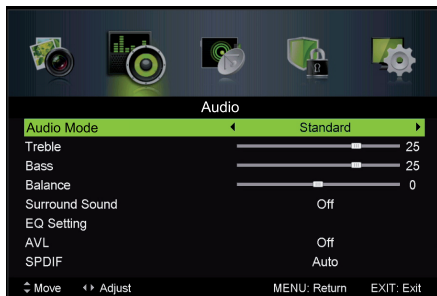 Audio
Audio Mode Standard
Treble 25
Bass 25
Balance 0
Surround Sound Off
EQ Setting
AVL Off
SPDIF Auto
Move Adjust MENU: Return EXIT: Exit